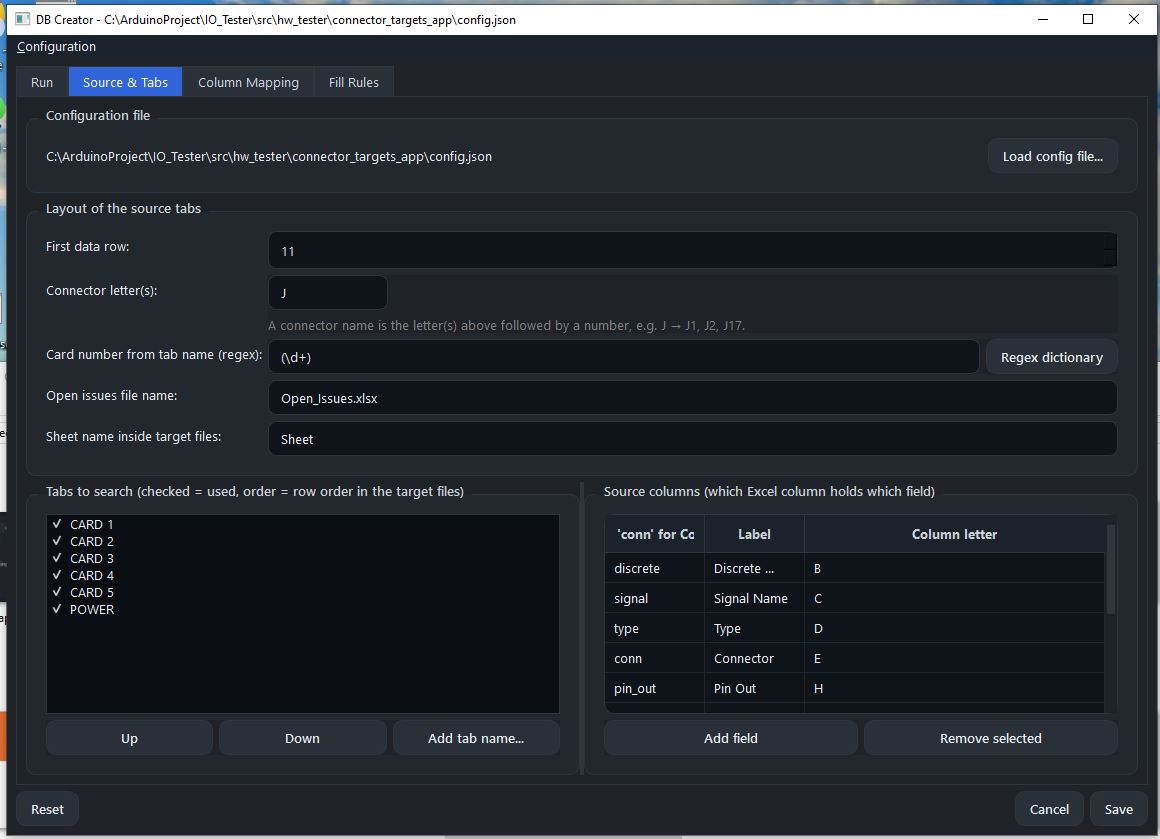 DB Creator - C:\ArduinoProject\IO_Tester\src\hw_tester\connector_targets_app\config.json
Configuration
Run
Source & Tabs
Column Mapping
Fill Rules
Configuration file
C:\ArduinoProject\IO_Tester\src\hw_tester\connector_targets_app\config.json
Load config file...
Layout of the source tabs
First data row:
11
Connector letter(s):
J
A connector name is the letter(s) above followed by a number, e.g. J → J1, J2, J17.
Card number from tab name (regex):
(\d+)
Regex dictionary
Open issues file name:
Open_Issues.xlsx
Sheet name inside target files:
Sheet
Tabs to search (checked = used, order = row order in the target files)
✓ CARD 1
✓ CARD 2
✓ CARD 3
✓ CARD 4
✓ CARD 5
✓ POWER
Up
Down
Add tab name...
Source columns (which Excel column holds which field)
'conn' for Co
Label
Column letter
discrete
Discrete ...
B
signal
Signal Name
C
type
Type
D
conn
Connector
E
pin_out
Pin Out
H
Add field
Remove selected
Reset
Cancel
Save